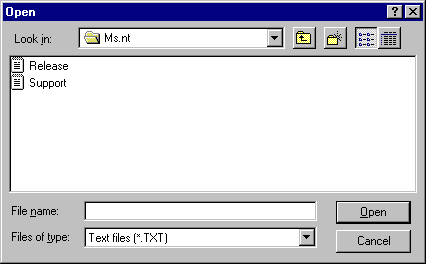 Open
Look in: Ms.nt
Release
Support
File name: Open
Files of type: Text files (*.TXT) Cancel